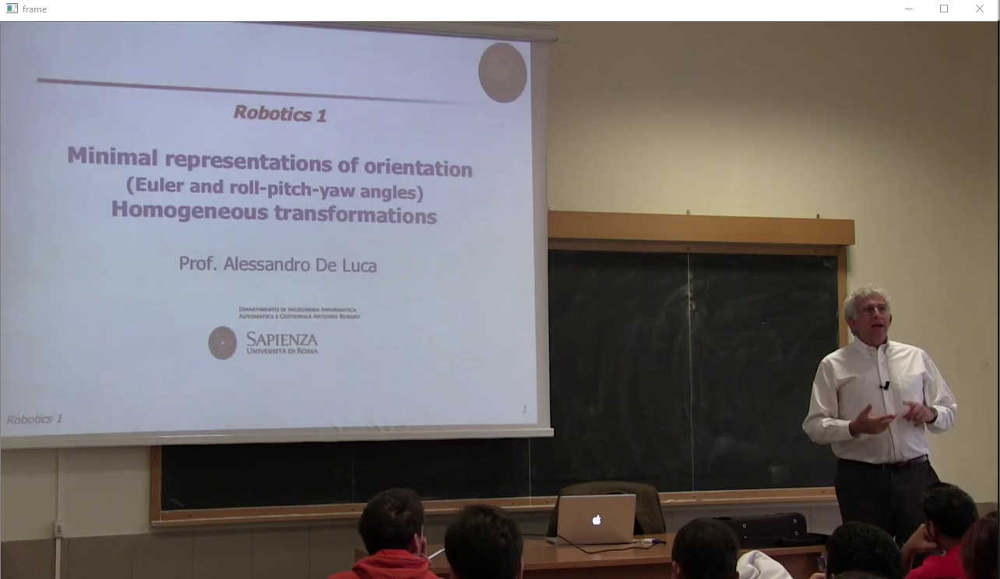 frame
Robotics 1
Minimal representations of orientation
(Euler and roll-pitch-yaw angles)
Homogeneous transformations
Prof. Alessandro De Luca
DIPARTIMENTO DI INGEGNERIA INFORMATICA
AUTOMATICA E GESTIONALE ANTONIO RUBERTI
SAPIENZA
UNIVERSITÀ DI ROMA
Robotics 1
1